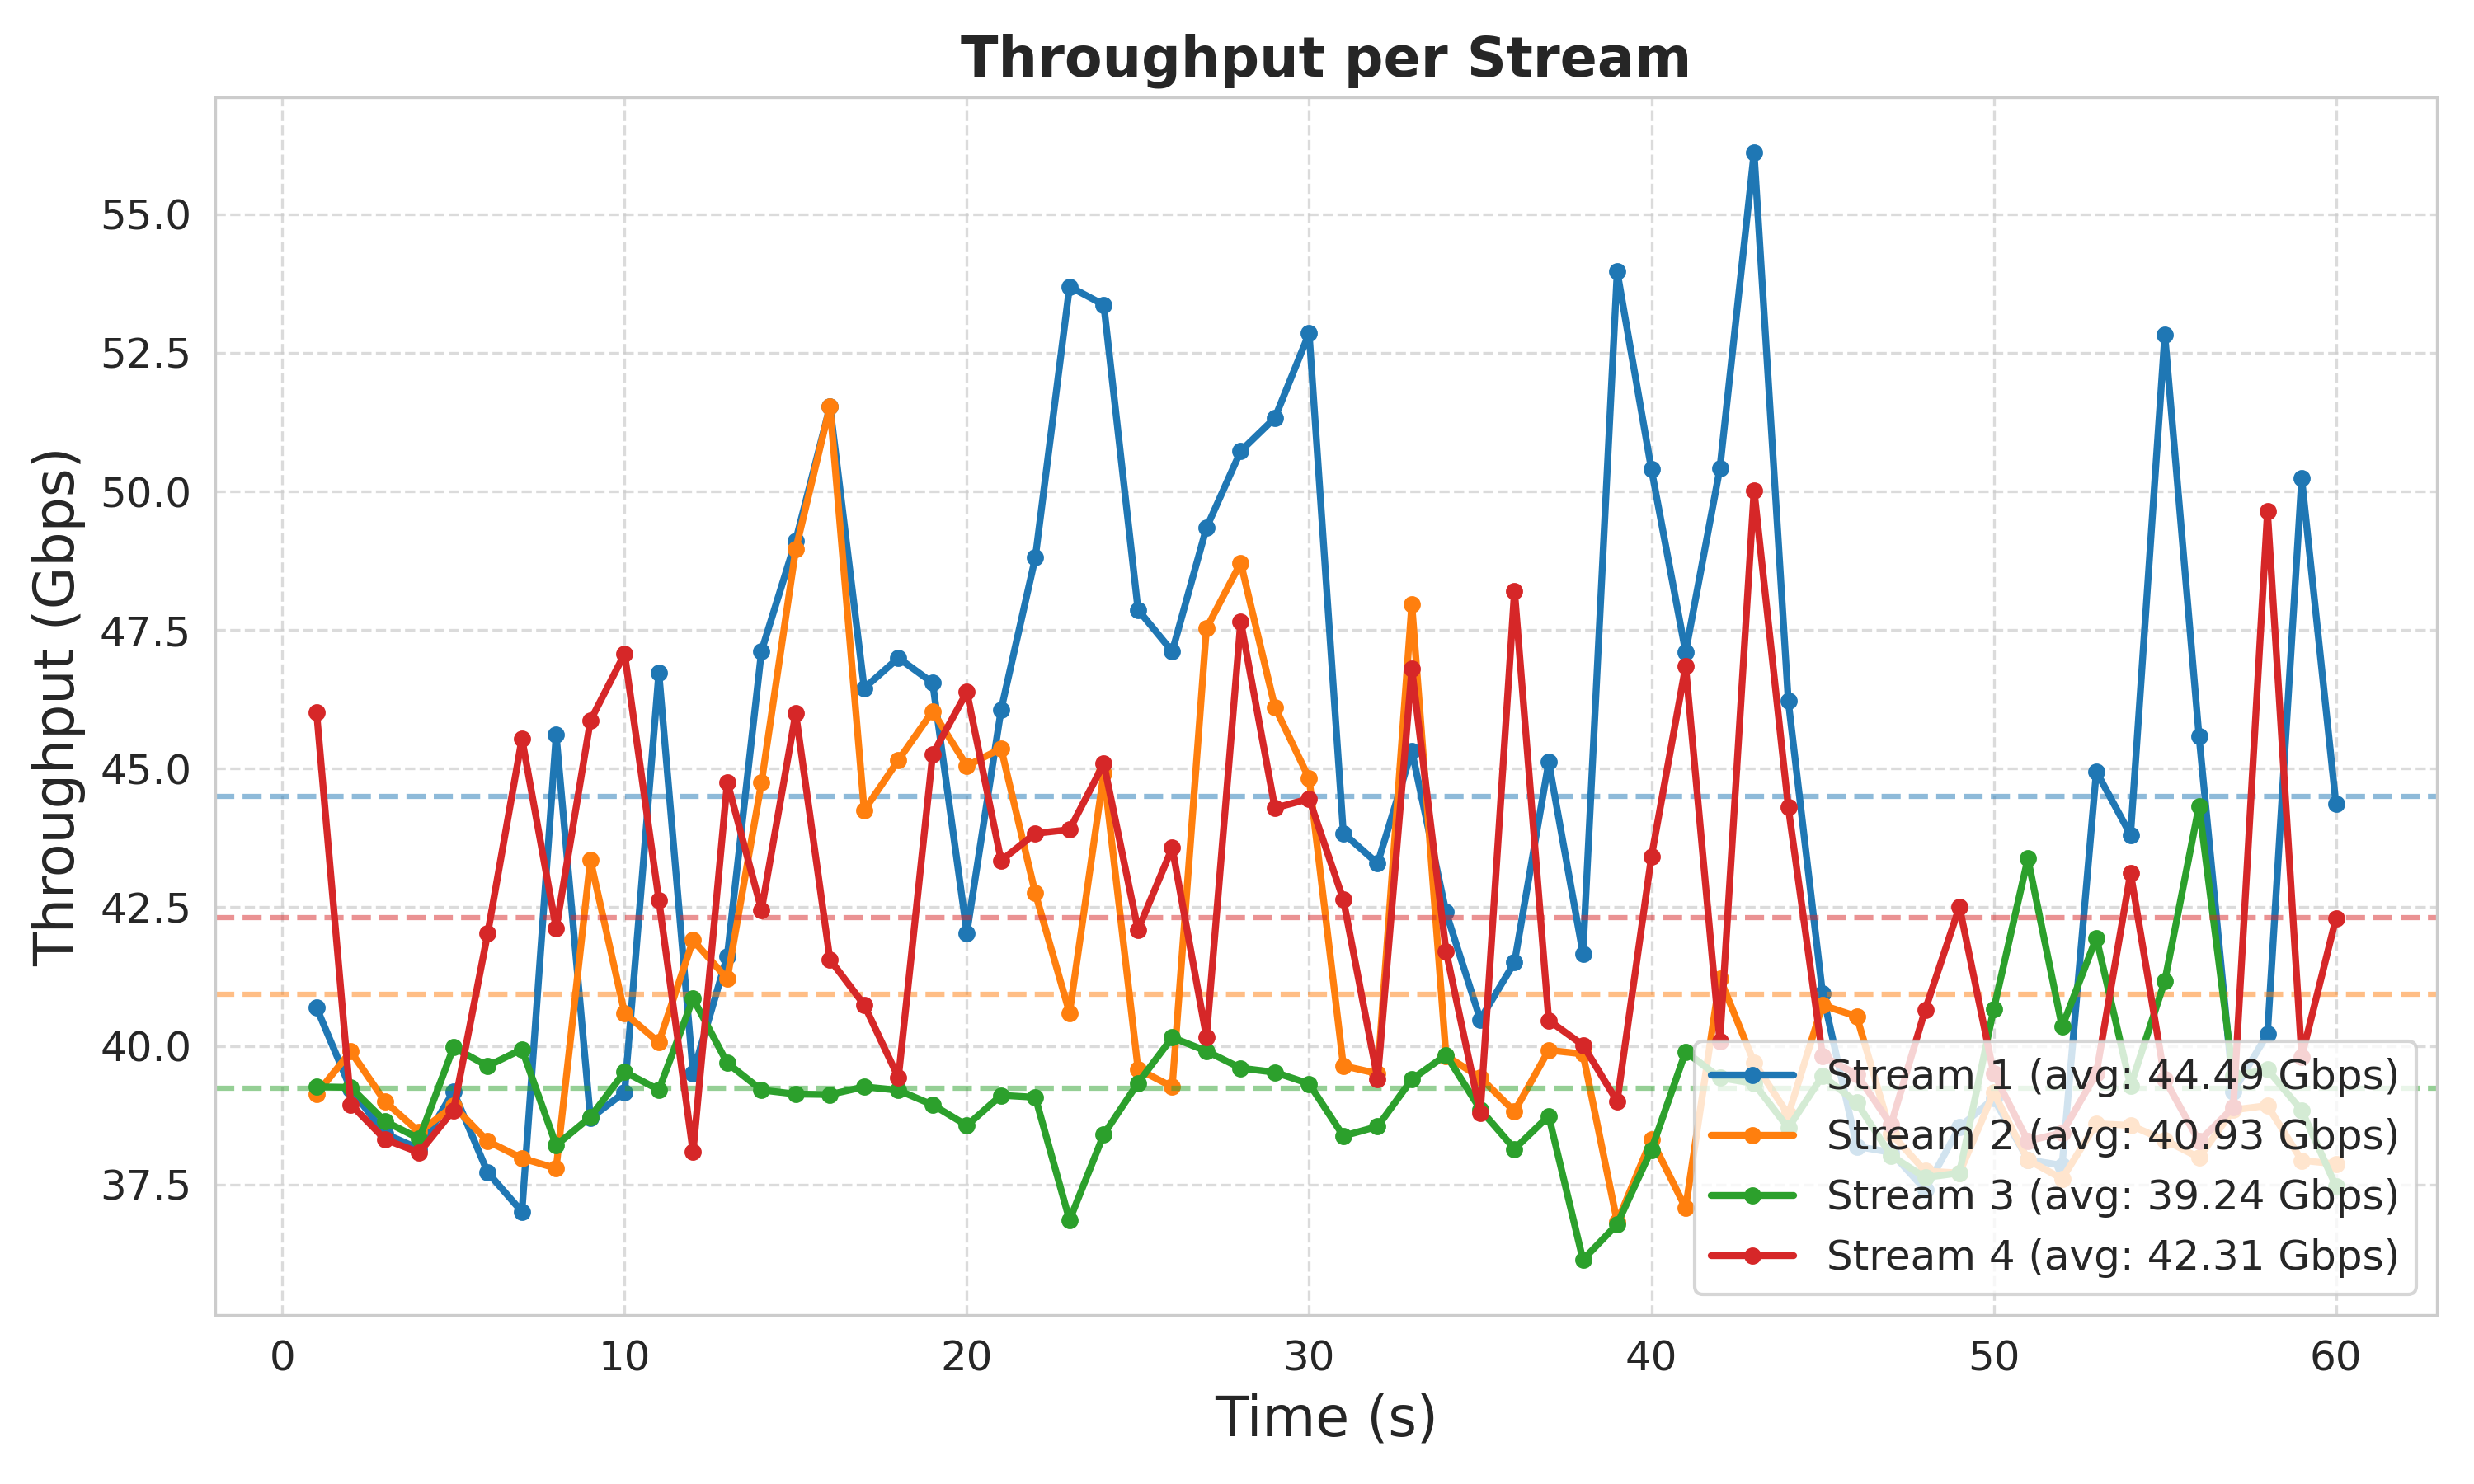 Throughput per Stream
Throughput (Gbps)
55.0
52.5
50.0
47.5
45.0
42.5
40.0
37.5
0 10 20 30 40 50 60
Time (s)
Stream 1 (avg: 44.49 Gbps)
Stream 2 (avg: 40.93 Gbps)
Stream 3 (avg: 39.24 Gbps)
Stream 4 (avg: 42.31 Gbps)